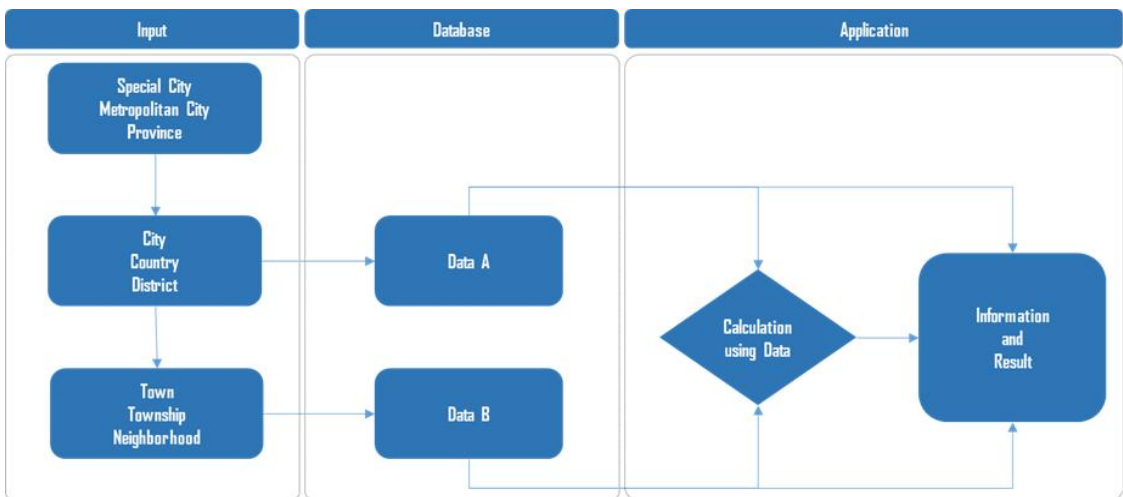 Input
Database
Application
Special City
Metropolitan City
Province
City
Country
District
Data A
Calculation
using Data
Information
and
Result
Town
Township
Neighborhood
Data B